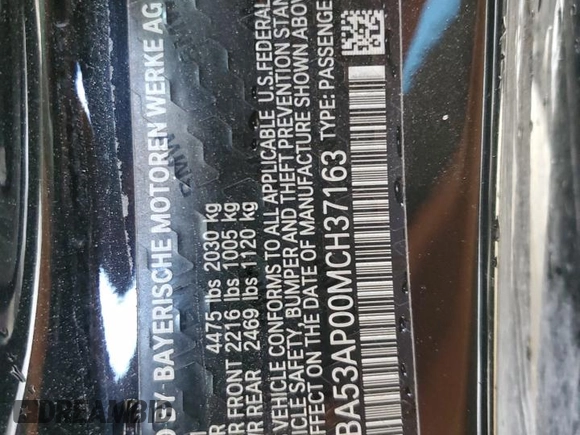 D BY BAYERISCHE MOTOREN WERKE AG
R 4475 lbs 2030 kg
R FRONT 2216 lbs 1005 kg
R REAR 2469 lbs 1120 kg
VEHICLE CONFORMS TO ALL APPLICABLE U.S. FEDERAL
HICLE SAFETY, BUMPER AND THEFT PREVENTION STAN
EFFECT ON THE DATE OF MANUFACTURE SHOWN ABOV
BA53AP00MCH37163 TYPE: PASSENGE